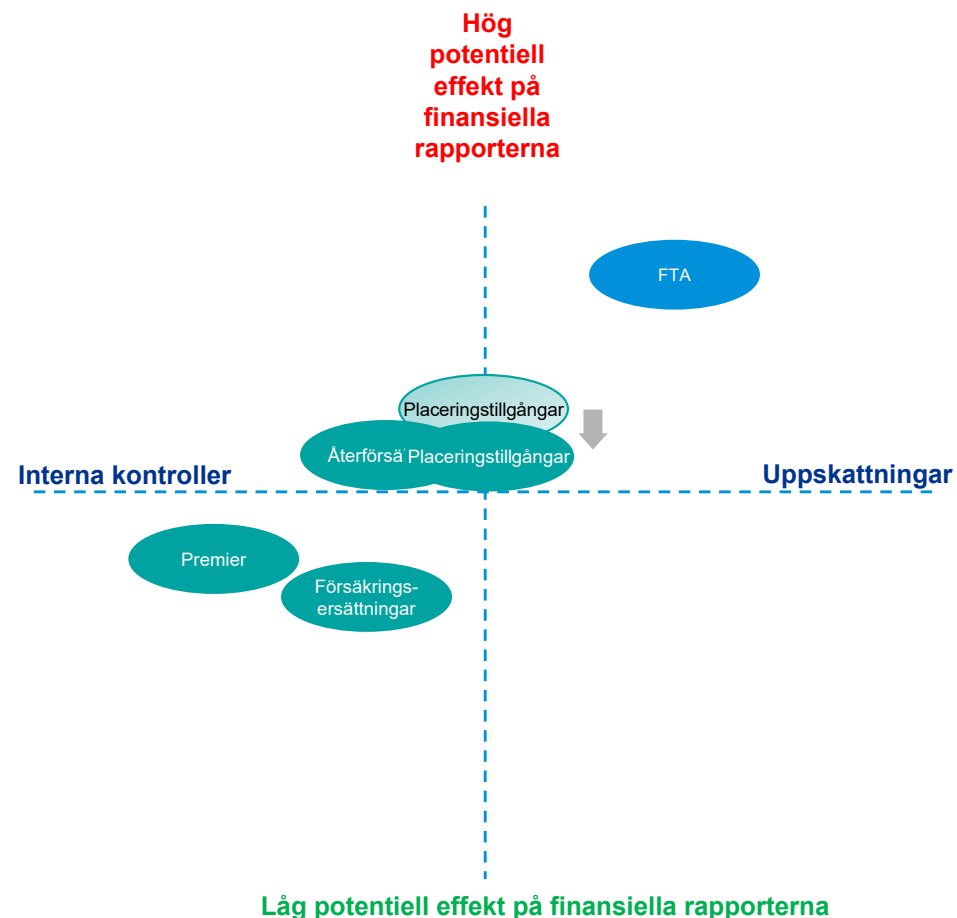 Hög
potentiell
effekt på
finansiella
rapporterna
FTA
Placeringstillgångar
Återförsä
Placeringstillgångar
Interna kontroller
Uppskattningar
Premier
Försäkrings-
ersättningar
Låg potentiell effekt på finansiella rapporterna